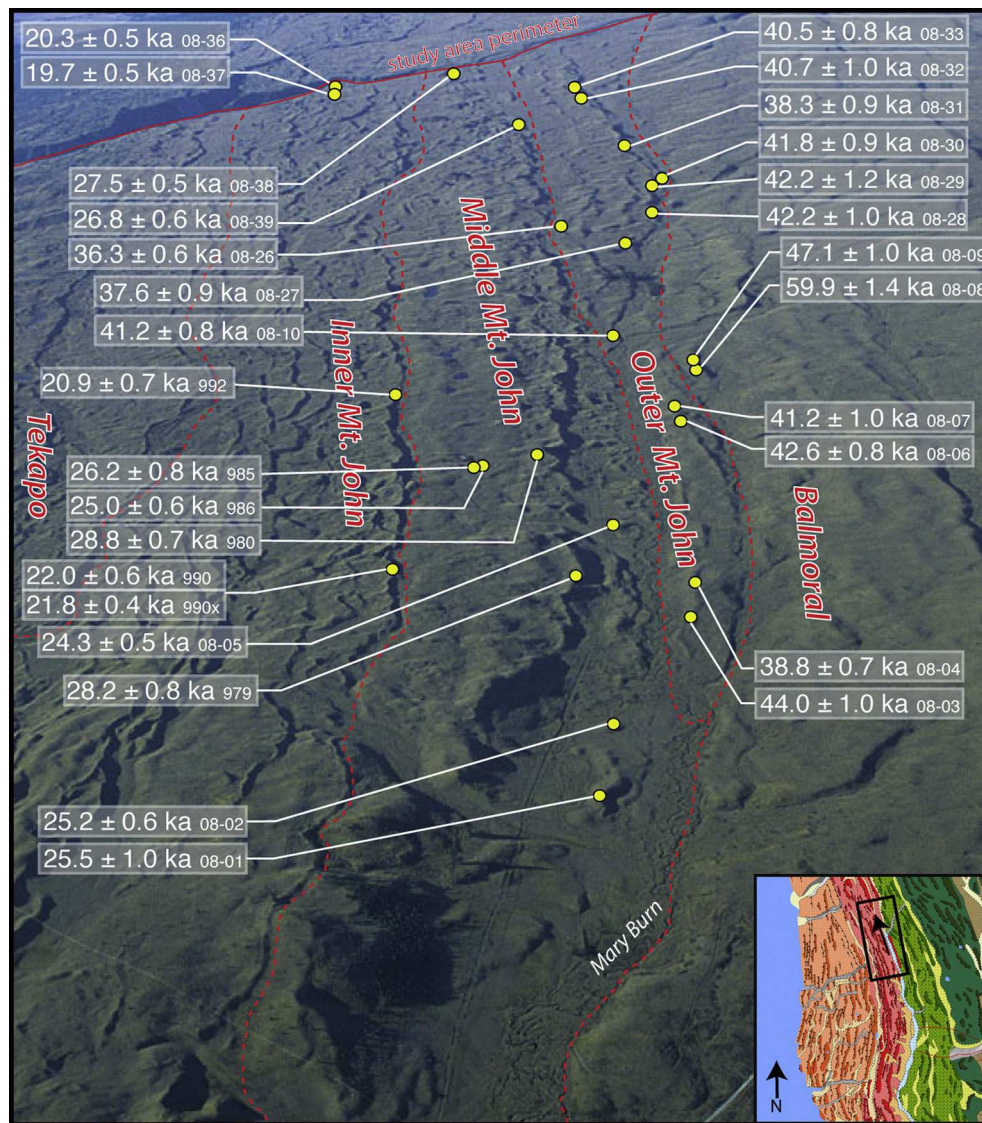 study area perimeter
20.3 ± 0.5 ka 08-36
19.7 ± 0.5 ka 08-37
27.5 ± 0.5 ka 08-38
26.8 ± 0.6 ka 08-39
36.3 ± 0.6 ka 08-26
37.6 ± 0.9 ka 08-27
41.2 ± 0.8 ka 08-10
20.9 ± 0.7 ka 992
26.2 ± 0.8 ka 985
25.0 ± 0.6 ka 986
28.8 ± 0.7 ka 980
22.0 ± 0.6 ka 990
21.8 ± 0.4 ka 990x
24.3 ± 0.5 ka 08-05
28.2 ± 0.8 ka 979
25.2 ± 0.6 ka 08-02
25.5 ± 1.0 ka 08-01
Tekapo
Inner Mt. John
Middle Mt. John
Outer Mt. John
Balmoral
Mary Burn
40.5 ± 0.8 ka 08-33
40.7 ± 1.0 ka 08-32
38.3 ± 0.9 ka 08-31
41.8 ± 0.9 ka 08-30
42.2 ± 1.2 ka 08-29
42.2 ± 1.0 ka 08-28
47.1 ± 1.0 ka 08-09
59.9 ± 1.4 ka 08-08
41.2 ± 1.0 ka 08-07
42.6 ± 0.8 ka 08-06
38.8 ± 0.7 ka 08-04
44.0 ± 1.0 ka 08-03
N